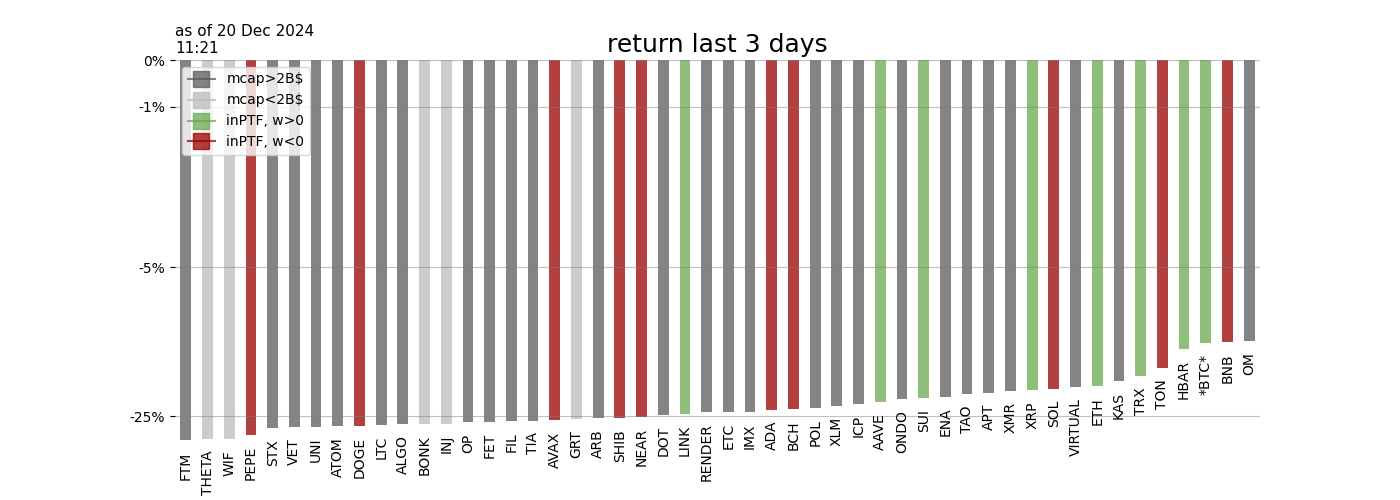 as of 20 Dec 2024
11:21
return last 3 days
0%
-1%
-5%
-25%
mcap>2B$
mcap<2B$
inPTF, w>0
inPTF, w<0
FTM
THETA
WIF
PEPE
STX
VET
UNI
ATOM
DOGE
LTC
ALGO
BONK
INJ
OP
FET
FIL
TIA
AVAX
GRT
ARB
SHIB
NEAR
DOT
LINK
RENDER
ETC
IMX
ADA
BCH
POL
XLM
ICP
AAVE
ONDO
SUI
ENA
TAO
APT
XMR
XRP
SOL
VIRTUAL
ETH
KAS
TRX
TON
HBAR
*BTC*
BNB
OM